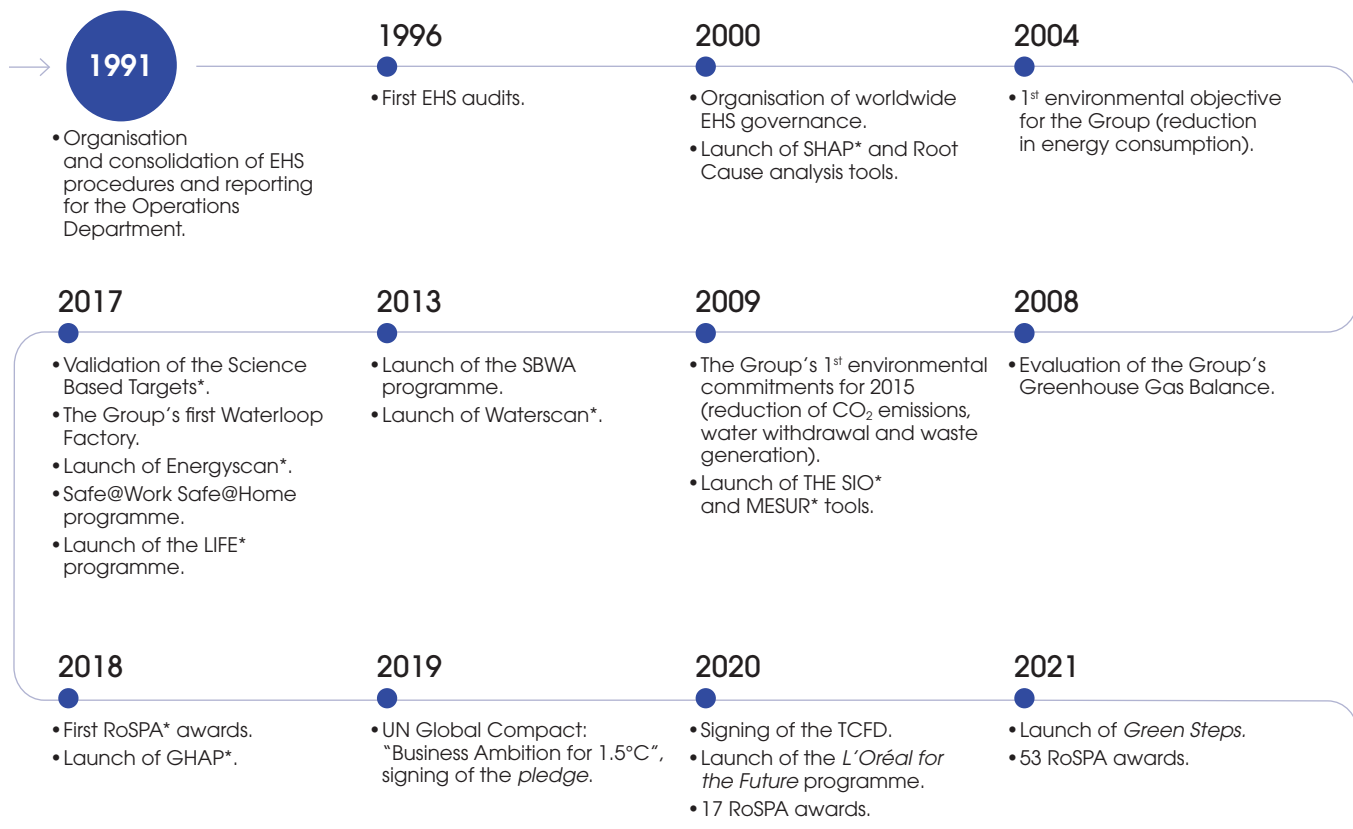 1991
• Organisation
and consolidation of EHS
procedures and reporting
for the Operations
Department.
1996
• First EHS audits.
2000
• Organisation of worldwide
EHS governance.
• Launch of SHAP* and Root
Cause analysis tools.
2004
• 1st environmental objective
for the Group (reduction
in energy consumption).
2008
• Evaluation of the Group's
Greenhouse Gas Balance.
2009
• The Group's 1st environmental
commitments for 2015
(reduction of CO₂ emissions,
water withdrawal and waste
generation).
• Launch of THE SIO*
and MESUR* tools.
2013
• Launch of the SBWA
programme.
• Launch of Waterscan*.
2017
• Validation of the Science
Based Targets*.
• The Group's first Waterloop
Factory.
• Launch of Energyscan*.
• Safe@Work Safe@Home
programme.
• Launch of the LIFE*
programme.
2018
• First RoSPA* awards.
• Launch of GHAP*.
2019
• UN Global Compact:
"Business Ambition for 1.5°C",
signing of the pledge.
2020
• Signing of the TCFD.
• Launch of the L'Oréal for
the Future programme.
• 17 RoSPA awards.
2021
• Launch of Green Steps.
• 53 RoSPA awards.